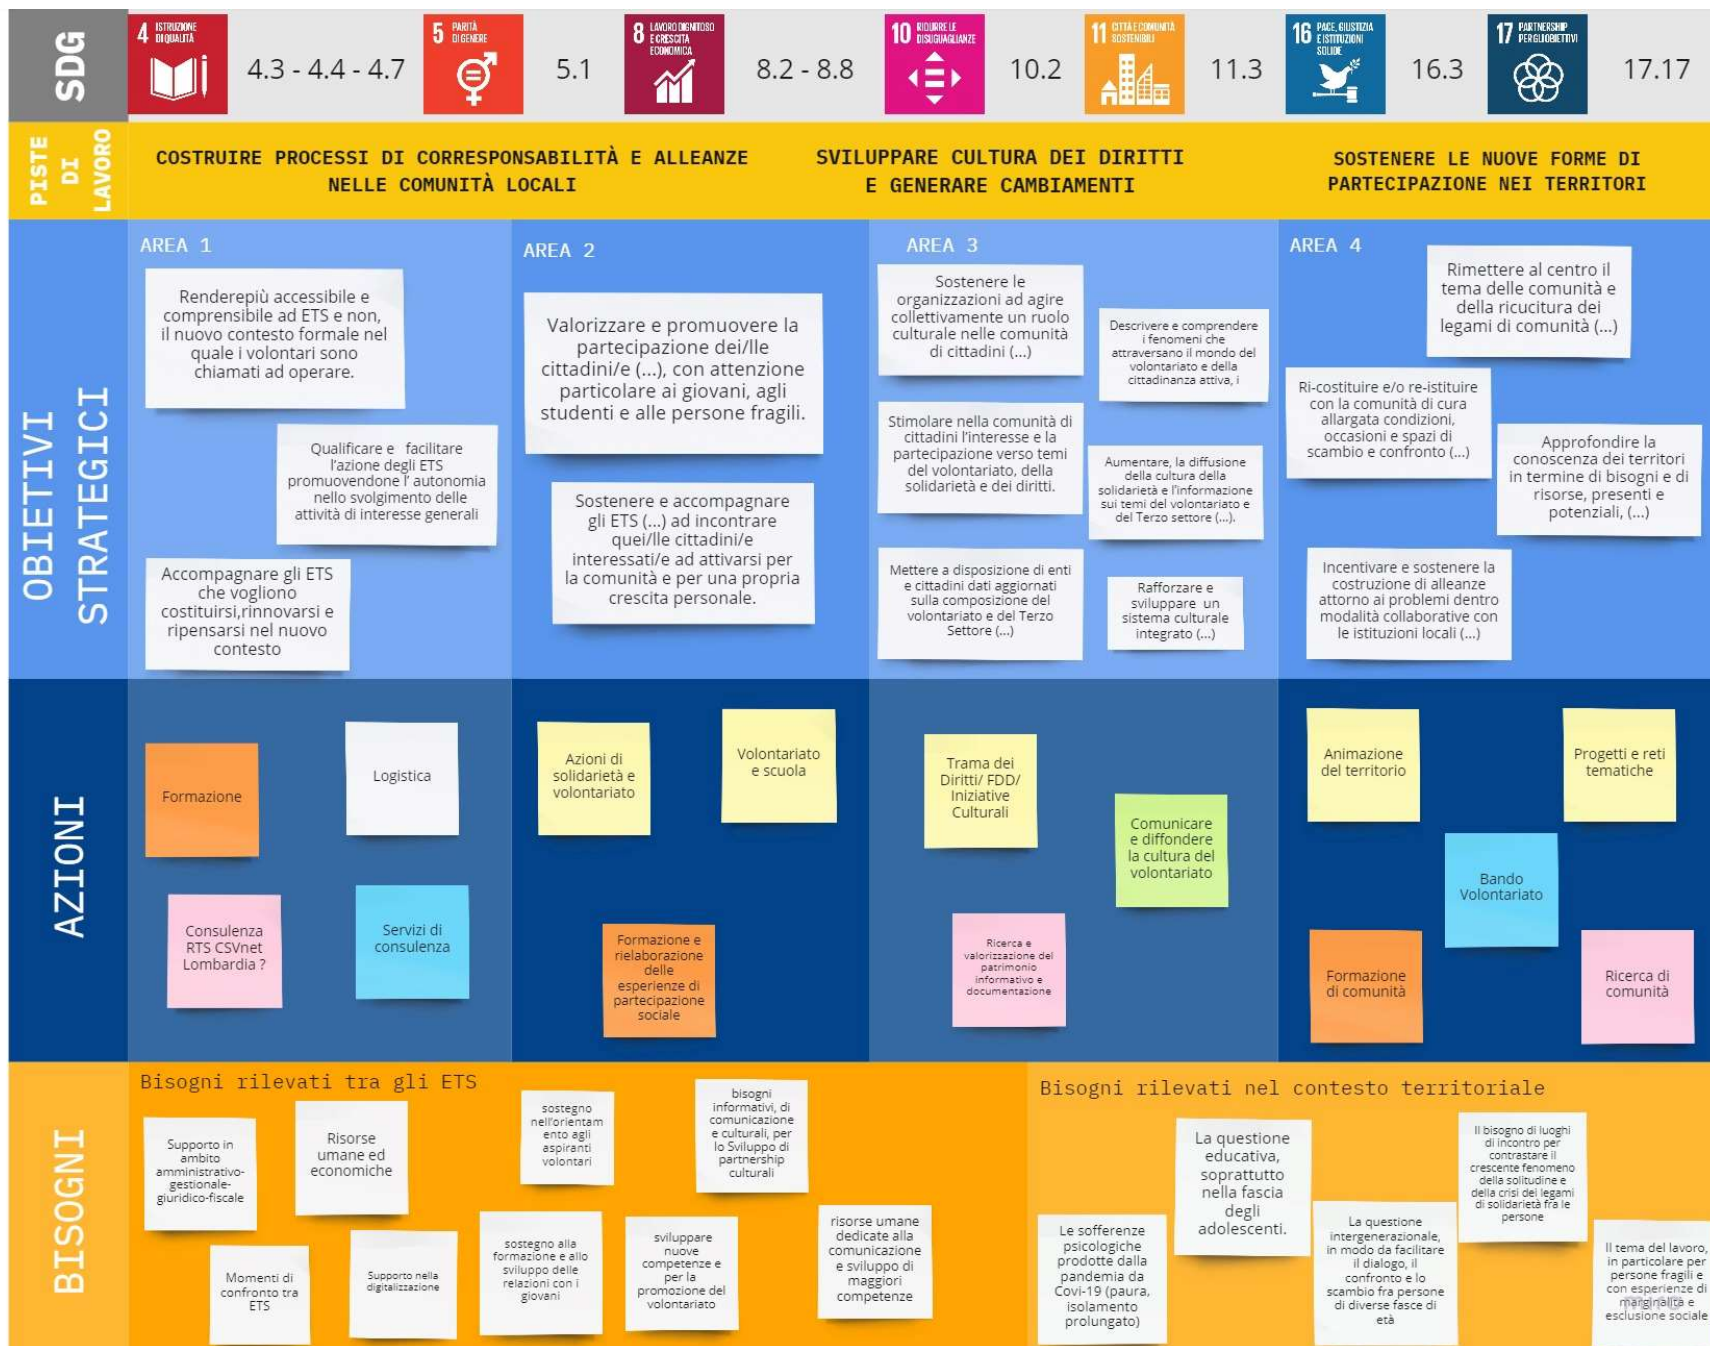 SDG
4 ISTRUZIONE
DI QUALITÀ
4.3 - 4.4 - 4.7
5 PARITÀ
DI GENERE
5.1
8 LAVORO DIGNITOSO
E CRESCITA
ECONOMICA
8.2 - 8.8
10 RIDURRE LE
DISUGUAGLIANZE
10.2
11 CITTÀ E COMUNITÀ
SOSTENIBILI
11.3
16 PACE, GIUSTIZIA
E ISTITUZIONI
SOLIDE
16.3
17 PARTNERSHIP
PER GLI OBIETTIVI
17.17
PISTE
DI
LAVORO
COSTRUIRE PROCESSI DI CORRESPONSABILITÀ E ALLEANZE
NELLE COMUNITÀ LOCALI
SVILUPPARE CULTURA DEI DIRITTI
E GENERARE CAMBIAMENTI
SOSTENERE LE NUOVE FORME DI
PARTECIPAZIONE NEI TERRITORI
OBIETTIVI
STRATEGICI
AREA 1
Renderepiù accessibile e
comprensibile ad ETS e non,
il nuovo contesto formale nel
quale i volontari sono
chiamati ad operare.
Qualificare e facilitare
l'azione degli ETS
promuovendone l' autonomia
nello svolgimento delle
attività di interesse generali
Accompagnare gli ETS
che vogliono
costituirsi,rinnovarsi e
ripensarsi nel nuovo
contesto
AREA 2
Valorizzare e promuovere la
partecipazione dei/lle
cittadini/e (...), con attenzione
particolare ai giovani, agli
studenti e alle persone fragili.
Sostenere e accompagnare
gli ETS (...) ad incontrare
quei/lle cittadini/e
interessati/e ad attivarsi per
la comunità e per una propria
crescita personale.
AREA 3
Sostenere le
organizzazioni ad agire
collettivamente un ruolo
culturale nelle comunità
di cittadini (...)
Descrivere e comprendere
i fenomeni che
attraversano il mondo del
volontariato e della
cittadinanza attiva, i
Stimolare nella comunità di
cittadini l'interesse e la
partecipazione verso temi
del volontariato, della
solidarietà e dei diritti.
Aumentare, la diffusione
della cultura della
solidarietà e l'informazione
sui temi del volontariato e
del Terzo settore (...).
Mettere a disposizione di enti
e cittadini dati aggiornati
sulla composizione del
volontariato e del Terzo
Settore (...)
Rafforzare e
sviluppare un
sistema culturale
integrato (...)
AREA 4
Rimettere al centro il
tema delle comunità e
della ricucitura dei
legami di comunità (...)
Ri-costituire e/o re-istituire
con la comunità di cura
allargata condizioni,
occasioni e spazi di
scambio e confronto (...)
Approfondire la
conoscenza dei territori
in termine di bisogni e di
risorse, presenti e
potenziali, (...)
Incentivare e sostenere la
costruzione di alleanze
attorno ai problemi dentro
modalità collaborative con
le istituzioni locali (...)
AZIONI
Formazione
Logistica
Consulenza
RTS CSVnet
Lombardia ?
Servizi di
consulenza
Azioni di
solidarietà e
volontariato
Volontariato
e scuola
Formazione e
rielaborazione
delle
esperienze di
partecipazione
sociale
Trama dei
Diritti/ FDD/
Iniziative
Culturali
Comunicare
e diffondere
la cultura del
volontariato
Ricerca e
valorizzazione del
patrimonio
informativo e
documentazione
Animazione
del territorio
Progetti e reti
tematiche
Bando
Volontariato
Formazione
di comunità
Ricerca di
comunità
BISOGNI
Bisogni rilevati tra gli ETS
Supporto in
ambito
amministrativo-
gestionale-
giuridico-fiscale
Risorse
umane ed
economiche
sostegno
nell'orientam
ento agli
aspiranti
volontari
bisogni
informativi, di
comunicazione
e culturali, per
lo Sviluppo di
partnership
culturali
Momenti di
confronto tra
ETS
Supporto nella
digitalizzazione
sostegno alla
formazione e allo
sviluppo delle
relazioni con i
giovani
sviluppare
nuove
competenze e
per la
promozione del
volontariato
risorse umane
dedicate alla
comunicazione
e sviluppo di
maggiori
competenze
Bisogni rilevati nel contesto territoriale
Le sofferenze
psicologiche
prodotte dalla
pandemia da
Covi-19 (paura,
isolamento
prolungato)
La questione
educativa,
soprattutto
nella fascia
degli
adolescenti.
La questione
intergenerazionale,
in modo da facilitare
il dialogo, il
confronto e lo
scambio fra persone
di diverse fasce di
età
Il bisogno di luoghi
di incontro per
contrastare il
crescente fenomeno
della solitudine e
della crisi dei legami
di solidarietà fra le
persone
Il tema del lavoro,
in particolare per
persone fragili e
con esperienze di
marginalità e
esclusione sociale
miro